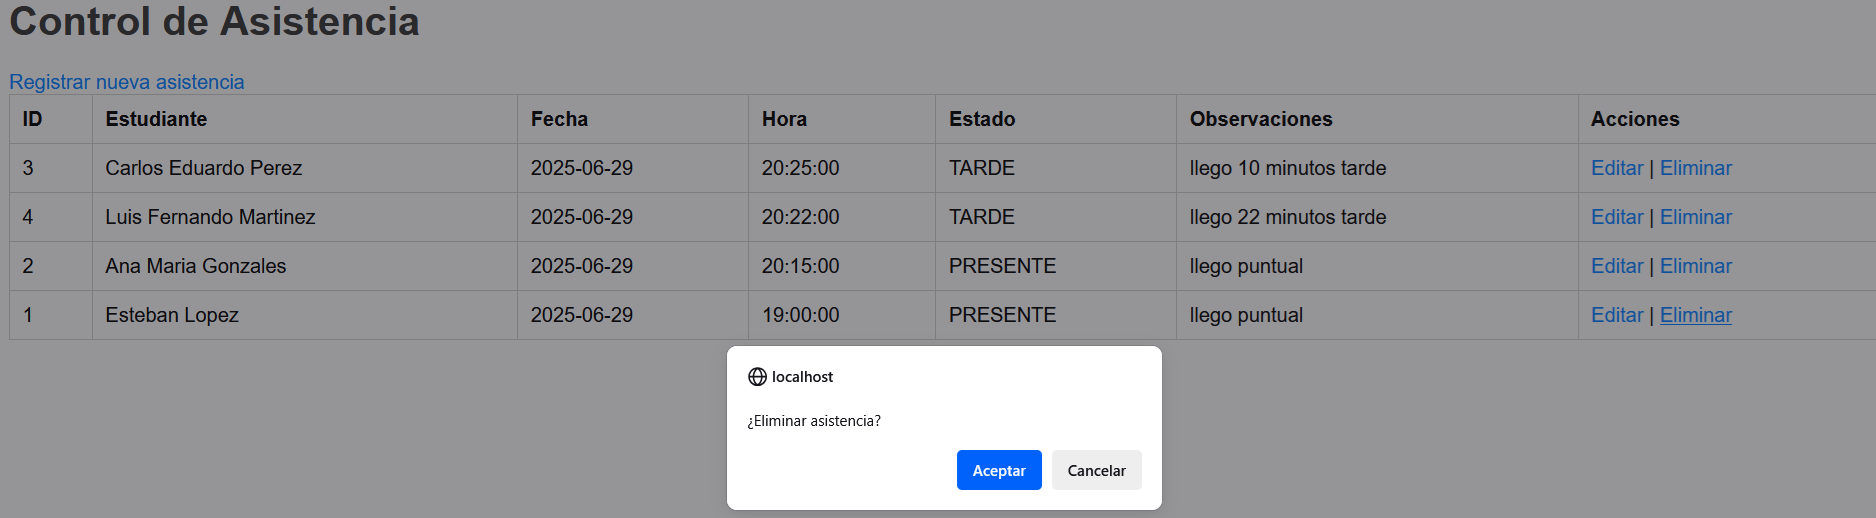 Control de Asistencia
Registrar nueva asistencia
ID Estudiante Fecha Hora Estado Observaciones Acciones
3 Carlos Eduardo Perez 2025-06-29 20:25:00 TARDE llego 10 minutos tarde Editar | Eliminar
4 Luis Fernando Martinez 2025-06-29 20:22:00 TARDE llego 22 minutos tarde Editar | Eliminar
2 Ana Maria Gonzales 2025-06-29 20:15:00 PRESENTE llego puntual Editar | Eliminar
1 Esteban Lopez 2025-06-29 19:00:00 PRESENTE llego puntual Editar | Eliminar
localhost
¿Eliminar asistencia?
Aceptar Cancelar